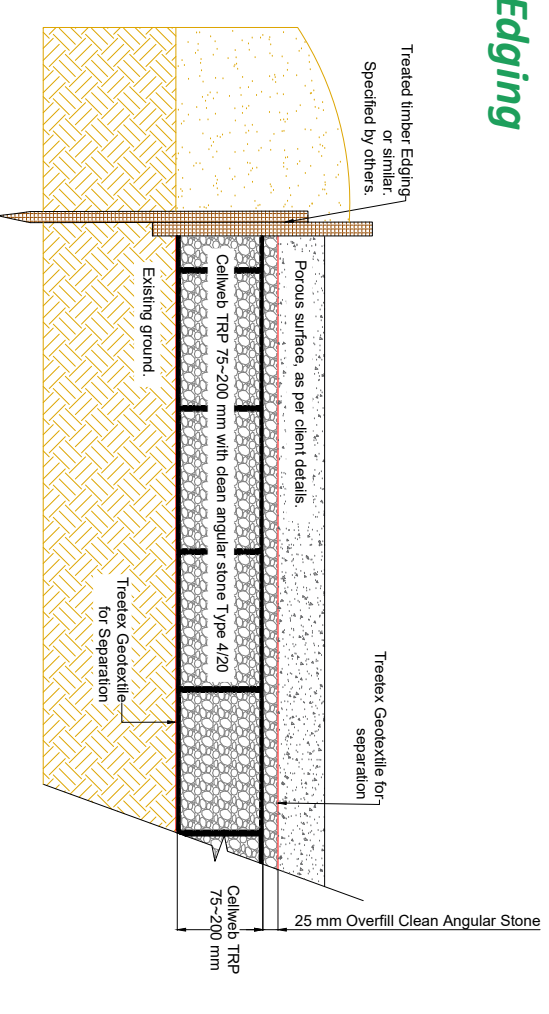 Edging
Treated timber Edging
or similar.
Specified by others.
Porous surface, as per client details.
Cellweb TRP 75~200 mm with clean angular stone Type 4/20
Existing ground.
Treetex Geotextile
for Separation
Treetex Geotextile for
separation
25 mm Overfill Clean Angular Stone
Cellweb TRP
75~200 mm